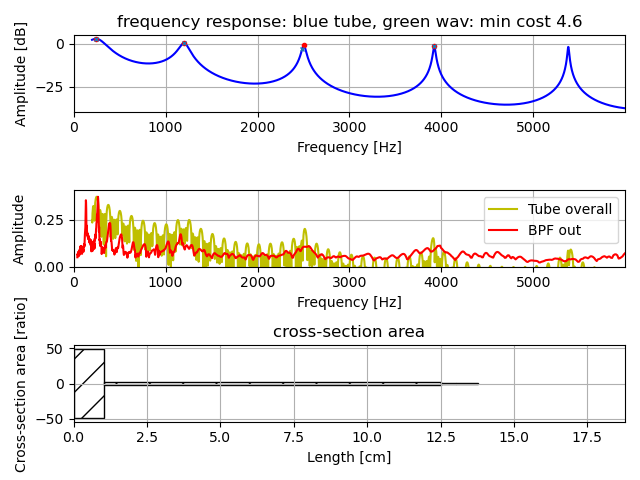 frequency response: blue tube, green wav: min cost 4.6
Amplitude [dB]
0
−25
0 1000 2000 3000 4000 5000
Frequency [Hz]
Amplitude
0.25
0.00
Tube overall
BPF out
0 1000 2000 3000 4000 5000
Frequency [Hz]
cross-section area
Cross-section area [ratio]
50
0
−50
0.0 2.5 5.0 7.5 10.0 12.5 15.0 17.5
Length [cm]